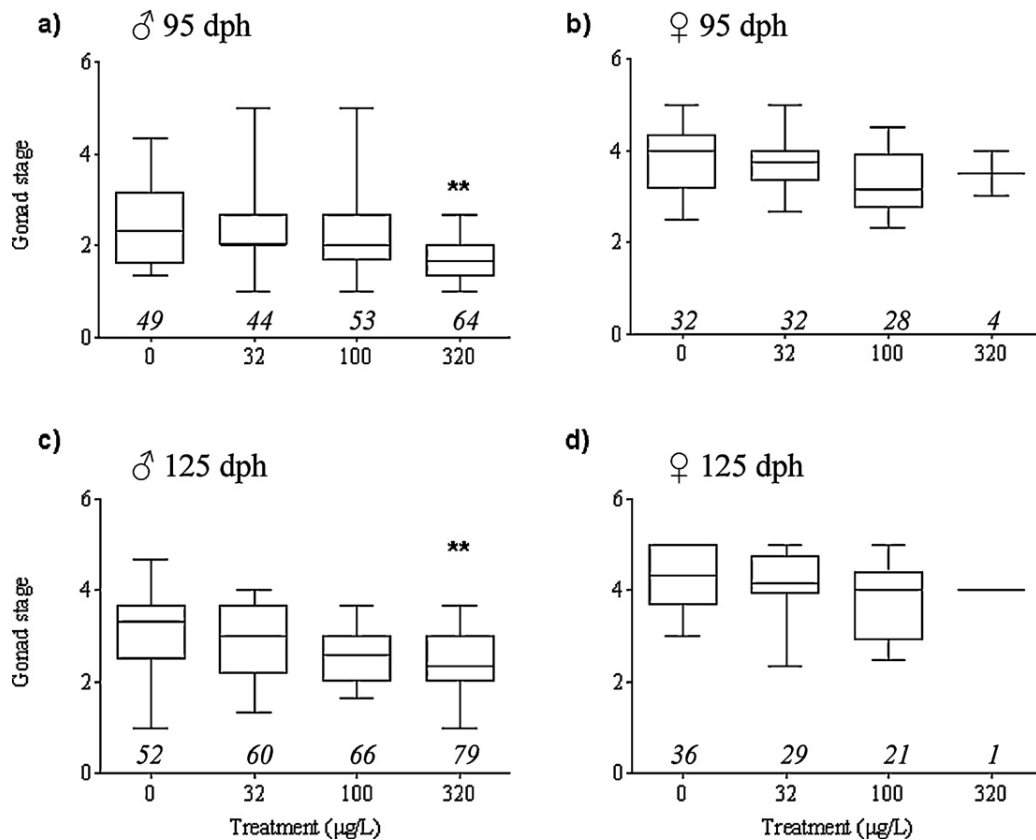 a) ♂ 95 dph
6
4
2
0
Gonad stage
**
49 44 53 64
0 32 100 320
b) ♀ 95 dph
6
4
2
0
32 32 28 4
0 32 100 320
c) ♂ 125 dph
6
4
2
0
Gonad stage
**
52 60 66 79
0 32 100 320
Treatment (µg/L)
d) ♀ 125 dph
6
4
2
0
36 29 21 1
0 32 100 320
Treatment (µg/L)